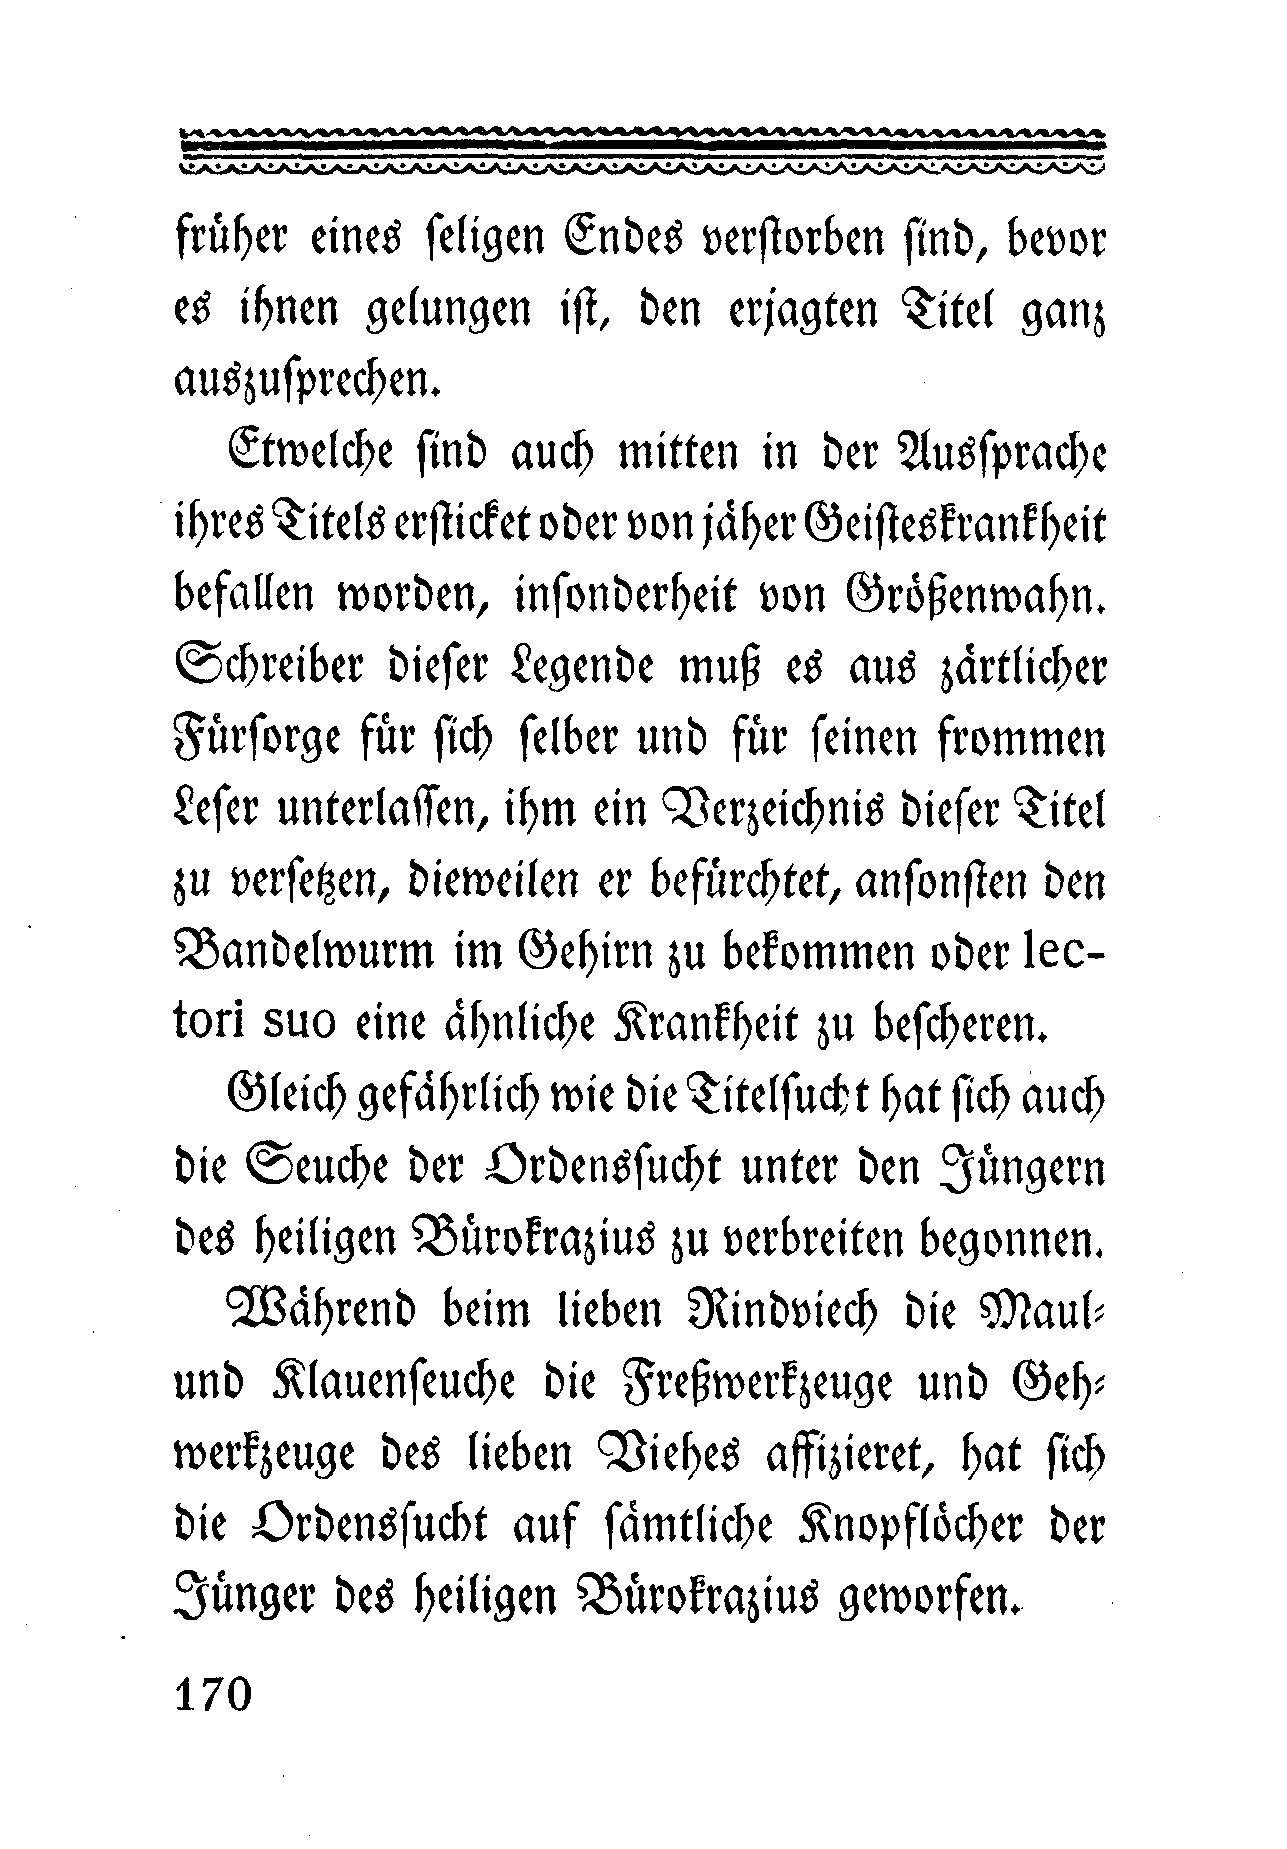 früher eines seligen Endes verstorben sind, bevor
es ihnen gelungen ist, den erjagten Titel ganz
auszusprechen.
Etwelche sind auch mitten in der Aussprache
ihres Titels ersticket oder von jäher Geisteskrankheit
befallen worden, insonderheit von Größenwahn.
Schreiber dieser Legende muß es aus zärtlicher
Fürsorge für sich selber und für seinen frommen
Leser unterlassen, ihm ein Verzeichnis dieser Titel
zu versetzen, dieweilen er befürchtet, ansonsten den
Bandelwurm im Gehirn zu bekommen oder lec-
tori suo eine ähnliche Krankheit zu bescheren.
Gleich gefährlich wie die Titelsucht hat sich auch
die Seuche der Ordenssucht unter den Jüngern
des heiligen Bürokrazius zu verbreiten begonnen.
Während beim lieben Rindviech die Maul-
und Klauenseuche die Freßwerkzeuge und Geh-
werkzeuge des lieben Viehes affizieret, hat sich
die Ordenssucht auf sämtliche Knopflöcher der
Jünger des heiligen Bürokrazius geworfen.
170